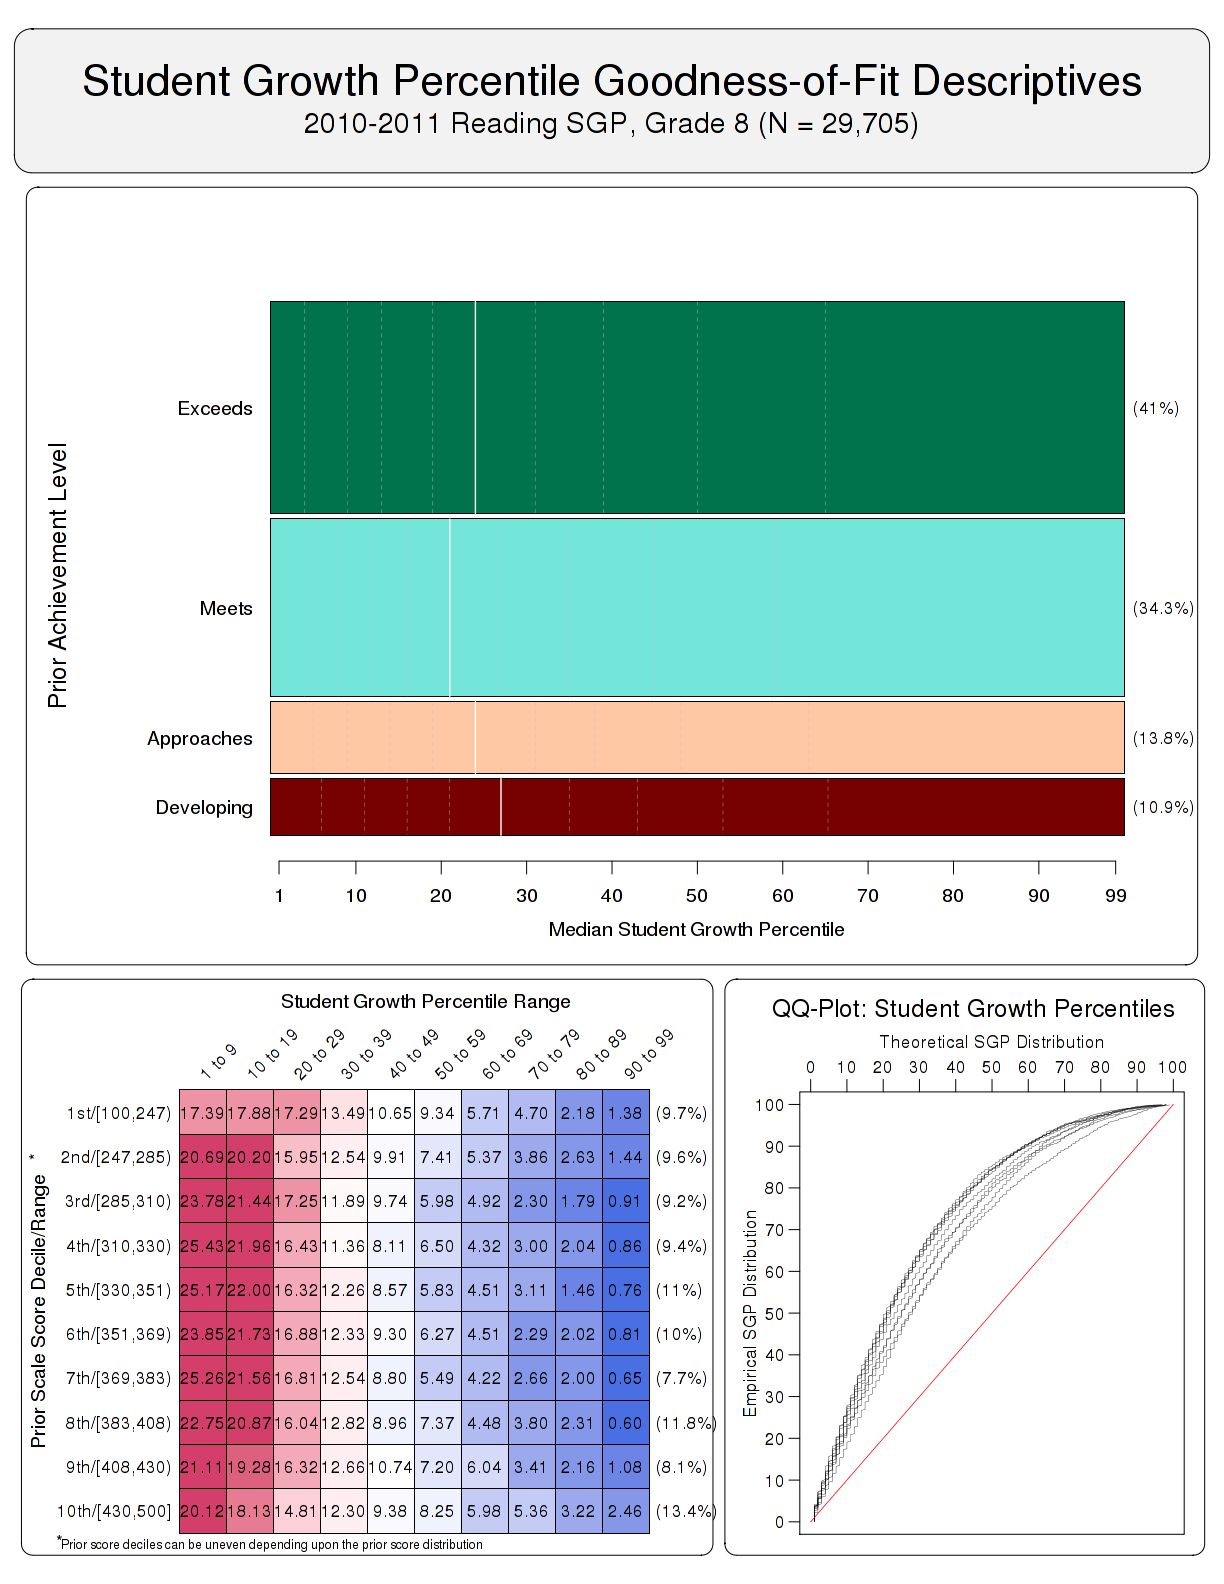 Student Growth Percentile Goodness-of-Fit Descriptives
2010-2011 Reading SGP, Grade 8 (N = 29,705)
Prior Achievement Level
Exceeds (41%)
Meets (34.3%)
Approaches (13.8%)
Developing (10.9%)
1 10 20 30 40 50 60 70 80 90 99
Median Student Growth Percentile
Student Growth Percentile Range
1 to 9 10 to 19 20 to 29 30 to 39 40 to 49 50 to 59 60 to 69 70 to 79 80 to 89 90 to 99
Prior Scale Score Decile/Range *
1st/[100,247) 17.39 17.88 17.29 13.49 10.65 9.34 5.71 4.70 2.18 1.38 (9.7%)
2nd/[247,285) 20.69 20.20 15.95 12.54 9.91 7.41 5.37 3.86 2.63 1.44 (9.6%)
3rd/[285,310) 23.78 21.44 17.25 11.89 9.74 5.98 4.92 2.30 1.79 0.91 (9.2%)
4th/[310,330) 25.43 21.96 16.43 11.36 8.11 6.50 4.32 3.00 2.04 0.86 (9.4%)
5th/[330,351) 25.17 22.00 16.32 12.26 8.57 5.83 4.51 3.11 1.46 0.76 (11%)
6th/[351,369) 23.85 21.73 16.88 12.33 9.30 6.27 4.51 2.29 2.02 0.81 (10%)
7th/[369,383) 25.26 21.56 16.81 12.54 8.80 5.49 4.22 2.66 2.00 0.65 (7.7%)
8th/[383,408) 22.75 20.87 16.04 12.82 8.96 7.37 4.48 3.80 2.31 0.60 (11.8%)
9th/[408,430) 21.11 19.28 16.32 12.66 10.74 7.20 6.04 3.41 2.16 1.08 (8.1%)
10th/[430,500] 20.12 18.13 14.81 12.30 9.38 8.25 5.98 5.36 3.22 2.46 (13.4%)
*Prior score deciles can be uneven depending upon the prior score distribution
QQ-Plot: Student Growth Percentiles
Theoretical SGP Distribution
0 10 20 30 40 50 60 70 80 90 100
Empirical SGP Distribution
100
90
80
70
60
50
40
30
20
10
0